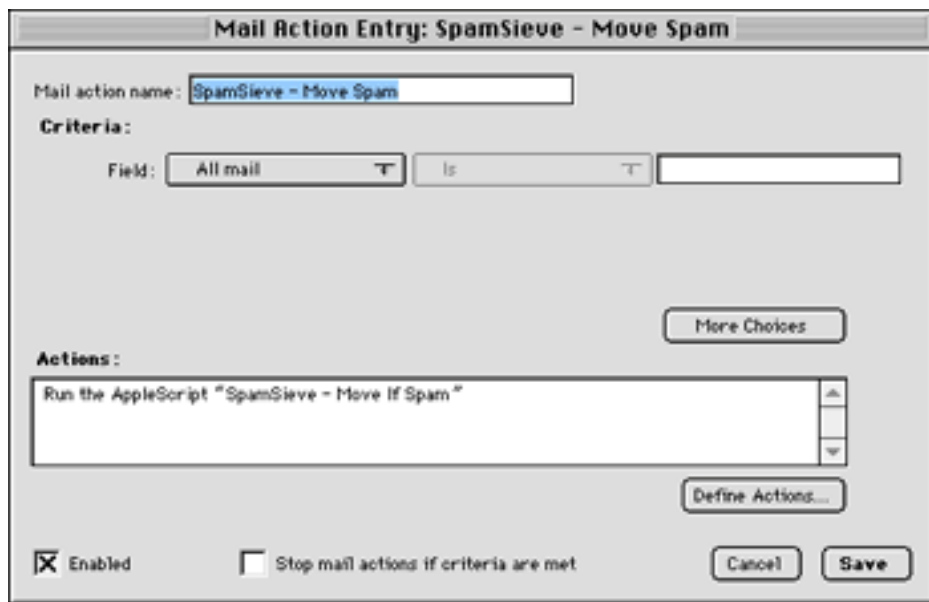 Mail Action Entry: SpamSieve - Move Spam
Mail action name: SpamSieve - Move Spam
Criteria:
Field: All mail Is
More Choices
Actions:
Run the AppleScript "SpamSieve - Move If Spam"
Define Actions...
Enabled Stop mail actions if criteria are met Cancel Save